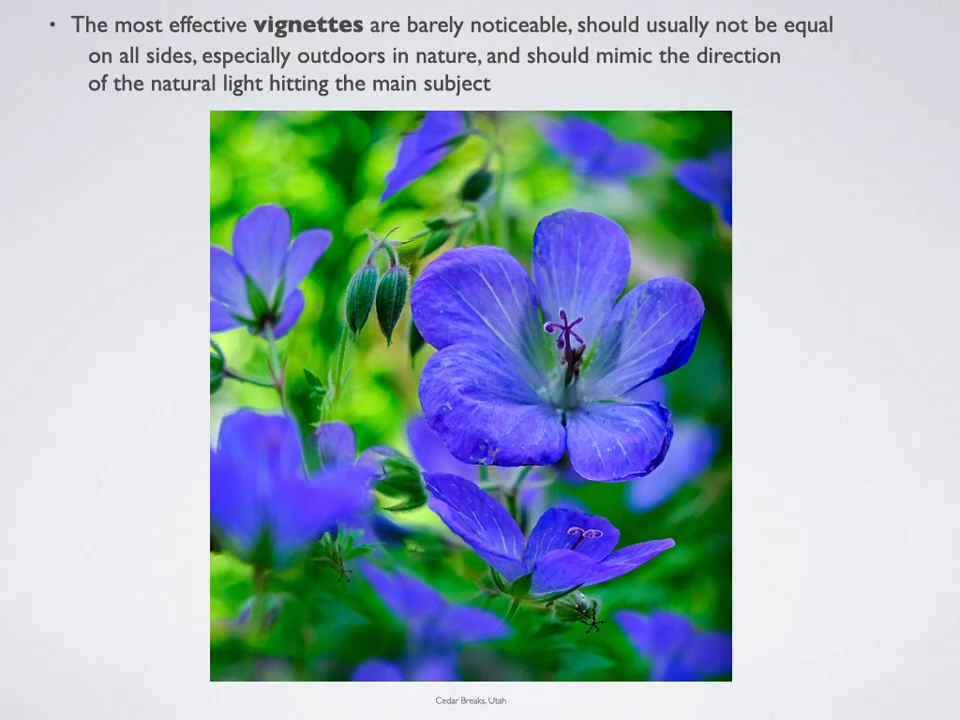 • The most effective vignettes are barely noticeable, should usually not be equal
on all sides, especially outdoors in nature, and should mimic the direction
of the natural light hitting the main subject
Cedar Breaks, Utah